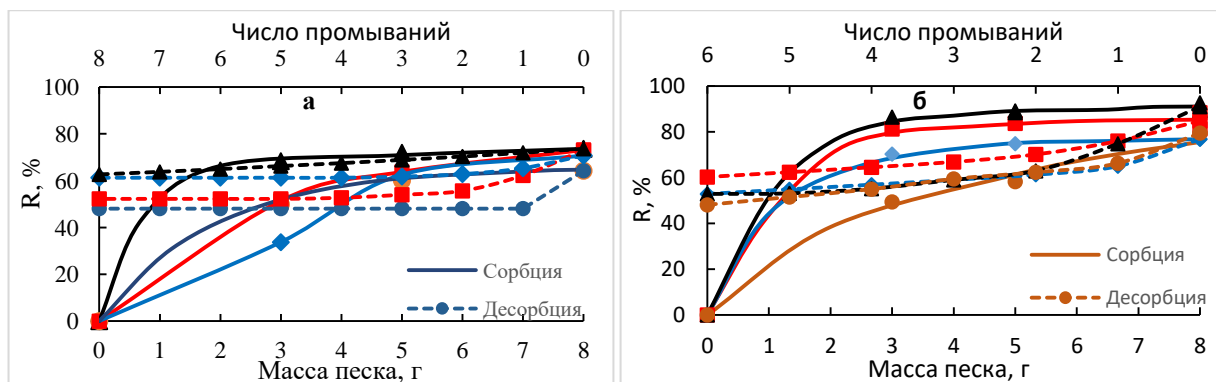 Число промываний
8 7 6 5 4 3 2 1 0
а
100
80
60
40
20
0
R, %
Сорбция
Десорбция
0 1 2 3 4 5 6 7 8
Масса песка, г
Число промываний
6 5 4 3 2 1 0
б
100
80
60
40
20
0
R, %
Сорбция
Десорбция
0 1 2 3 4 5 6 7 8
Масса песка, г